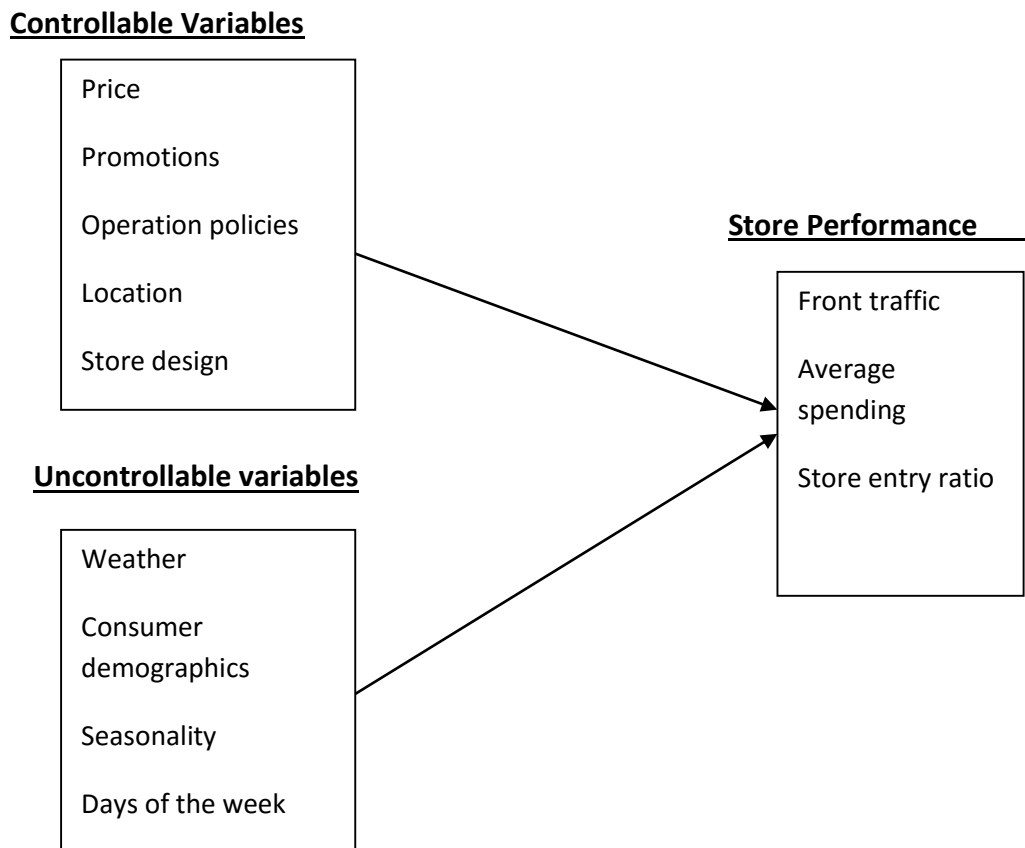 Controllable Variables
Price
Promotions
Operation policies
Location
Store design
Store Performance
Front traffic
Average
spending
Store entry ratio
Uncontrollable variables
Weather
Consumer
demographics
Seasonality
Days of the week